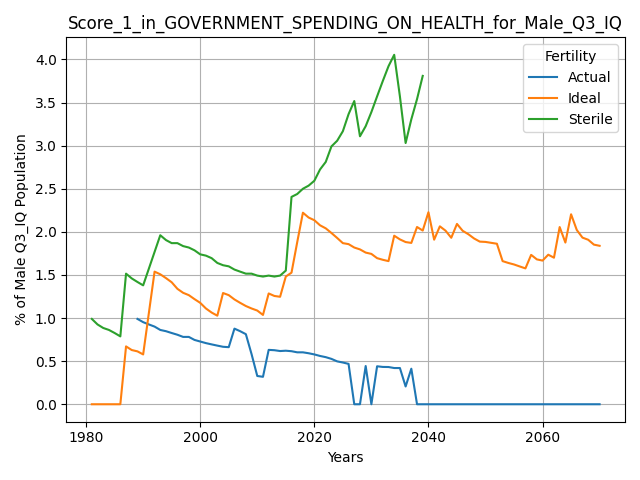 Score_1_in_GOVERNMENT_SPENDING_ON_HEALTH_for_Male_Q3_IQ
Fertility
Actual
Ideal
Sterile
% of Male Q3_IQ Population
4.0
3.5
3.0
2.5
2.0
1.5
1.0
0.5
0.0
1980 2000 2020 2040 2060
Years